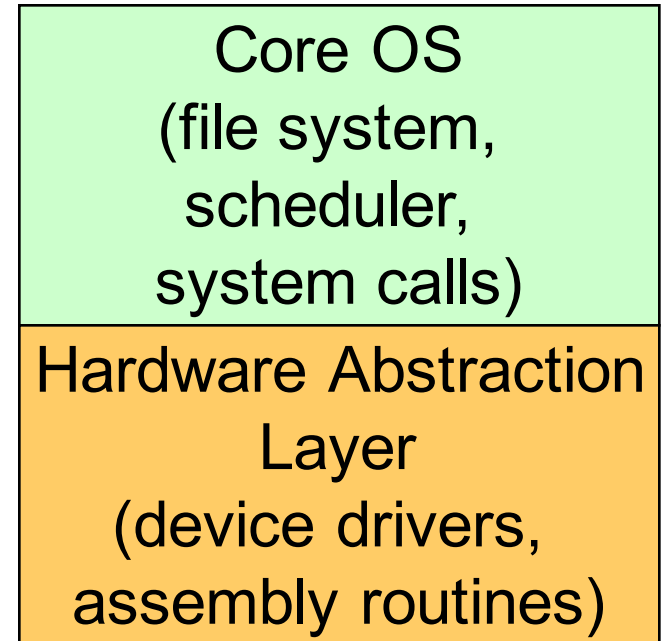 Core OS
(file system,
scheduler,
system calls)
Hardware Abstraction
Layer
(device drivers,
assembly routines)